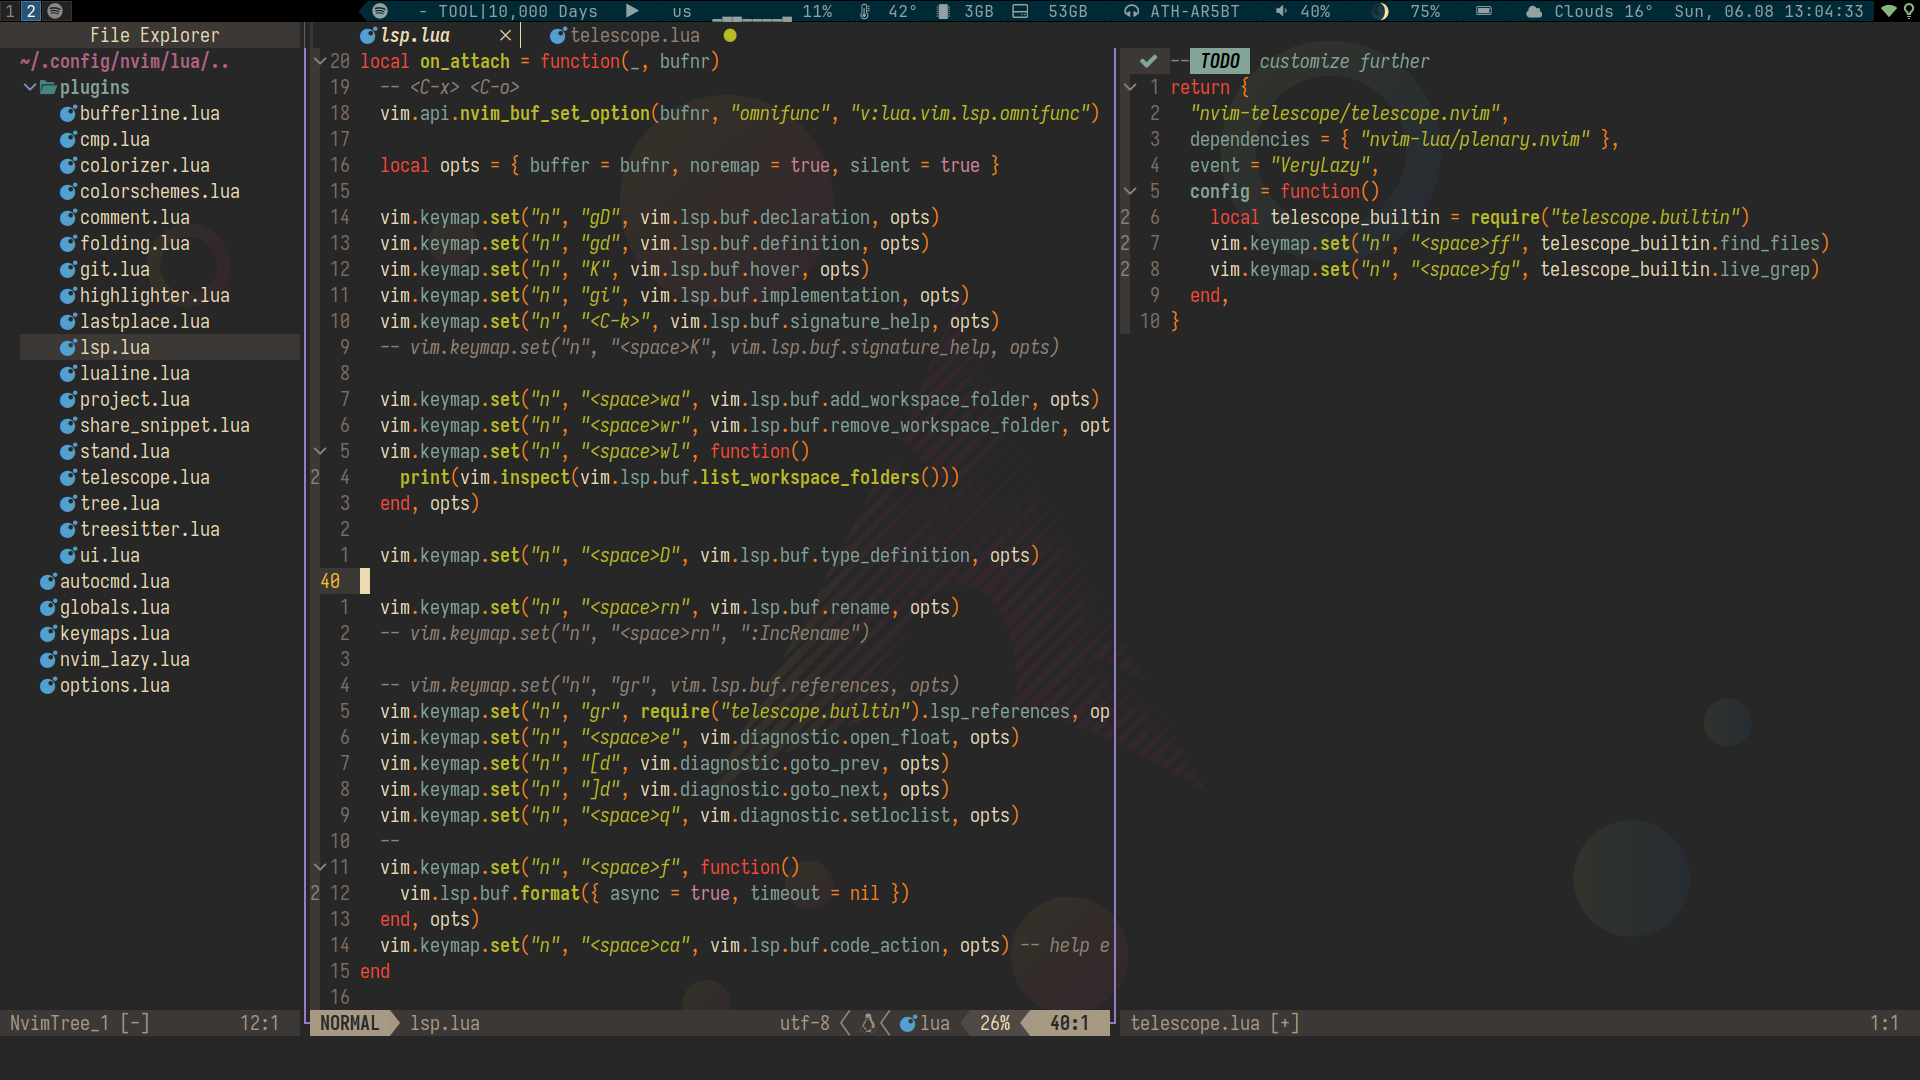 1 2 - TOOL|10,000 Days us 11% 42° 3GB 53GB ATH-AR5BT 40% 75% Clouds 16° Sun, 06.08 13:04:33
File Explorer
~/.config/nvim/lua/..
plugins
bufferline.lua
cmp.lua
colorizer.lua
colorschemes.lua
comment.lua
folding.lua
git.lua
highlighter.lua
lastplace.lua
lsp.lua
lualine.lua
project.lua
share_snippet.lua
stand.lua
telescope.lua
tree.lua
treesitter.lua
ui.lua
autocmd.lua
globals.lua
keymaps.lua
nvim_lazy.lua
options.lua
NvimTree_1 [-] 12:1
lsp.lua × telescope.lua
20 local on_attach = function(_, bufnr)
19 -- <C-x> <C-o>
18 vim.api.nvim_buf_set_option(bufnr, "omnifunc", "v:lua.vim.lsp.omnifunc")
17
16 local opts = { buffer = bufnr, noremap = true, silent = true }
15
14 vim.keymap.set("n", "gD", vim.lsp.buf.declaration, opts)
13 vim.keymap.set("n", "gd", vim.lsp.buf.definition, opts)
12 vim.keymap.set("n", "K", vim.lsp.buf.hover, opts)
11 vim.keymap.set("n", "gi", vim.lsp.buf.implementation, opts)
10 vim.keymap.set("n", "<C-k>", vim.lsp.buf.signature_help, opts)
9 -- vim.keymap.set("n", "<space>K", vim.lsp.buf.signature_help, opts)
8
7 vim.keymap.set("n", "<space>wa", vim.lsp.buf.add_workspace_folder, opts)
6 vim.keymap.set("n", "<space>wr", vim.lsp.buf.remove_workspace_folder, opt
5 vim.keymap.set("n", "<space>wl", function()
2 4 print(vim.inspect(vim.lsp.buf.list_workspace_folders()))
3 end, opts)
2
1 vim.keymap.set("n", "<space>D", vim.lsp.buf.type_definition, opts)
40
1 vim.keymap.set("n", "<space>rn", vim.lsp.buf.rename, opts)
2 -- vim.keymap.set("n", "<space>rn", ":IncRename")
3
4 -- vim.keymap.set("n", "gr", vim.lsp.buf.references, opts)
5 vim.keymap.set("n", "gr", require("telescope.builtin").lsp_references, op
6 vim.keymap.set("n", "<space>e", vim.diagnostic.open_float, opts)
7 vim.keymap.set("n", "[d", vim.diagnostic.goto_prev, opts)
8 vim.keymap.set("n", "]d", vim.diagnostic.goto_next, opts)
9 vim.keymap.set("n", "<space>q", vim.diagnostic.setloclist, opts)
10 --
11 vim.keymap.set("n", "<space>f", function()
2 12 vim.lsp.buf.format({ async = true, timeout = nil })
13 end, opts)
14 vim.keymap.set("n", "<space>ca", vim.lsp.buf.code_action, opts) -- help e
15 end
16
NORMAL lsp.lua utf-8 lua 26% 40:1
-- TODO customize further
1 return {
2 "nvim-telescope/telescope.nvim",
3 dependencies = { "nvim-lua/plenary.nvim" },
4 event = "VeryLazy",
5 config = function()
2 6 local telescope_builtin = require("telescope.builtin")
2 7 vim.keymap.set("n", "<space>ff", telescope_builtin.find_files)
2 8 vim.keymap.set("n", "<space>fg", telescope_builtin.live_grep)
9 end,
10 }
telescope.lua [+] 1:1